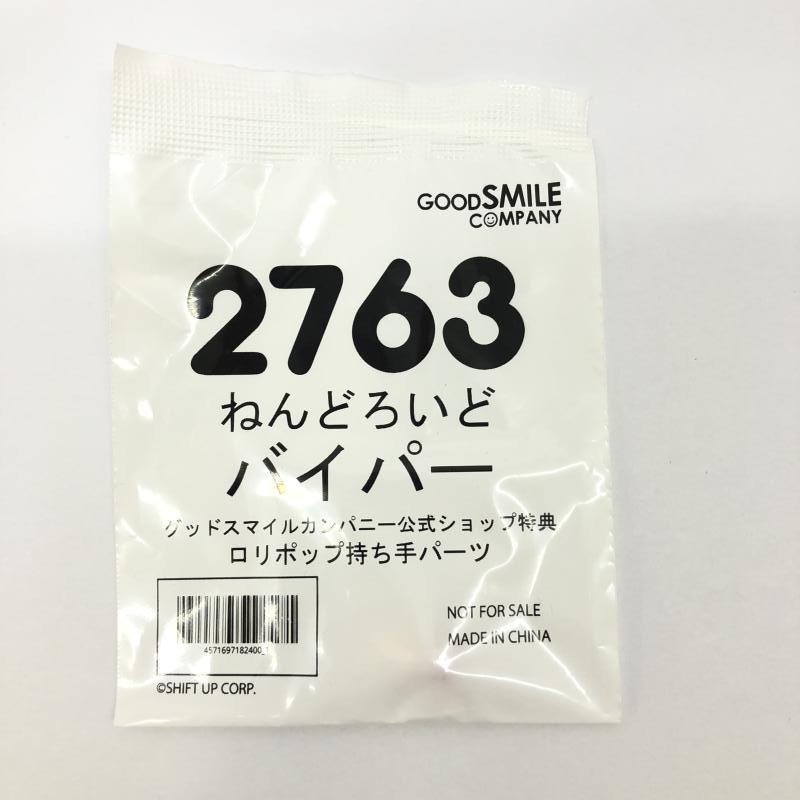 GOODSMILE
COMPANY
2763
ねんどろいど
バイパー
グッドスマイルカンパニー公式ショップ特典
ロリポップ持ち手パーツ
4571697182400_1
NOT FOR SALE
MADE IN CHINA
©SHIFT UP CORP.